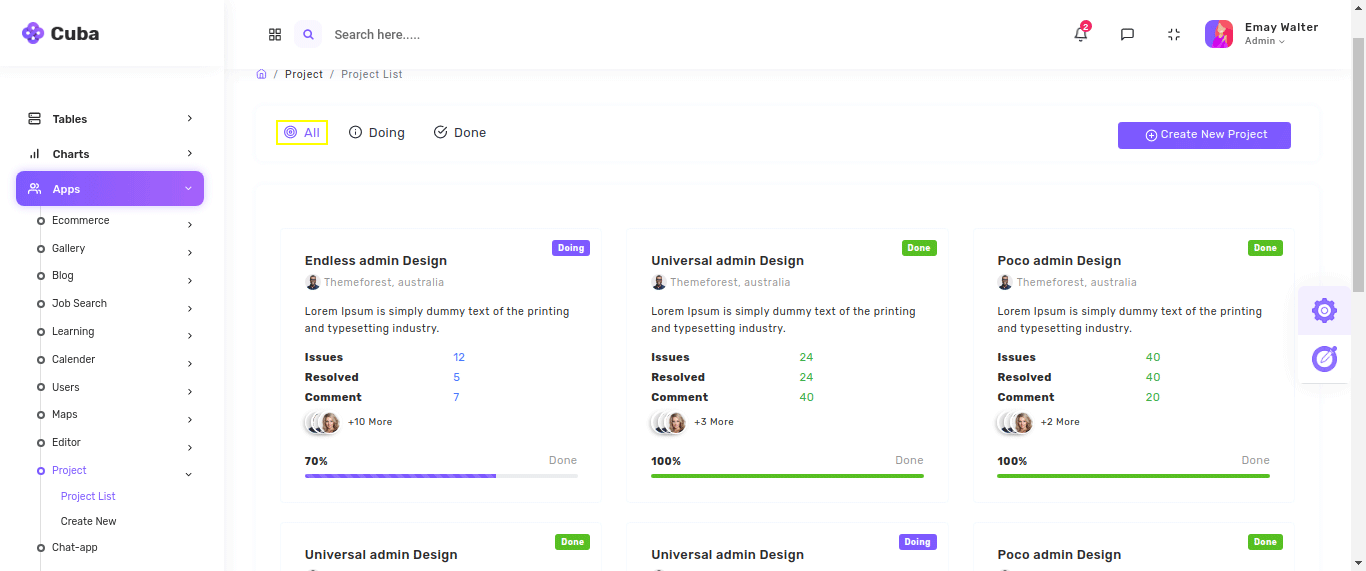 Cuba
Search here.....
2
Emay Walter
Admin
/ Project / Project List
Tables
Charts
Apps
Ecommerce
Gallery
Blog
Job Search
Learning
Calender
Users
Maps
Editor
Project
Project List
Create New
Chat-app
All
Doing
Done
Create New Project
Doing
Endless admin Design
Themeforest, australia
Lorem Ipsum is simply dummy text of the printing
and typesetting industry.
Issues 12
Resolved 5
Comment 7
+10 More
70% Done
Done
Universal admin Design
Themeforest, australia
Lorem Ipsum is simply dummy text of the printing
and typesetting industry.
Issues 24
Resolved 24
Comment 40
+3 More
100% Done
Done
Poco admin Design
Themeforest, australia
Lorem Ipsum is simply dummy text of the printing
and typesetting industry.
Issues 40
Resolved 40
Comment 20
+2 More
100% Done
Done
Universal admin Design
Doing
Universal admin Design
Done
Poco admin Design